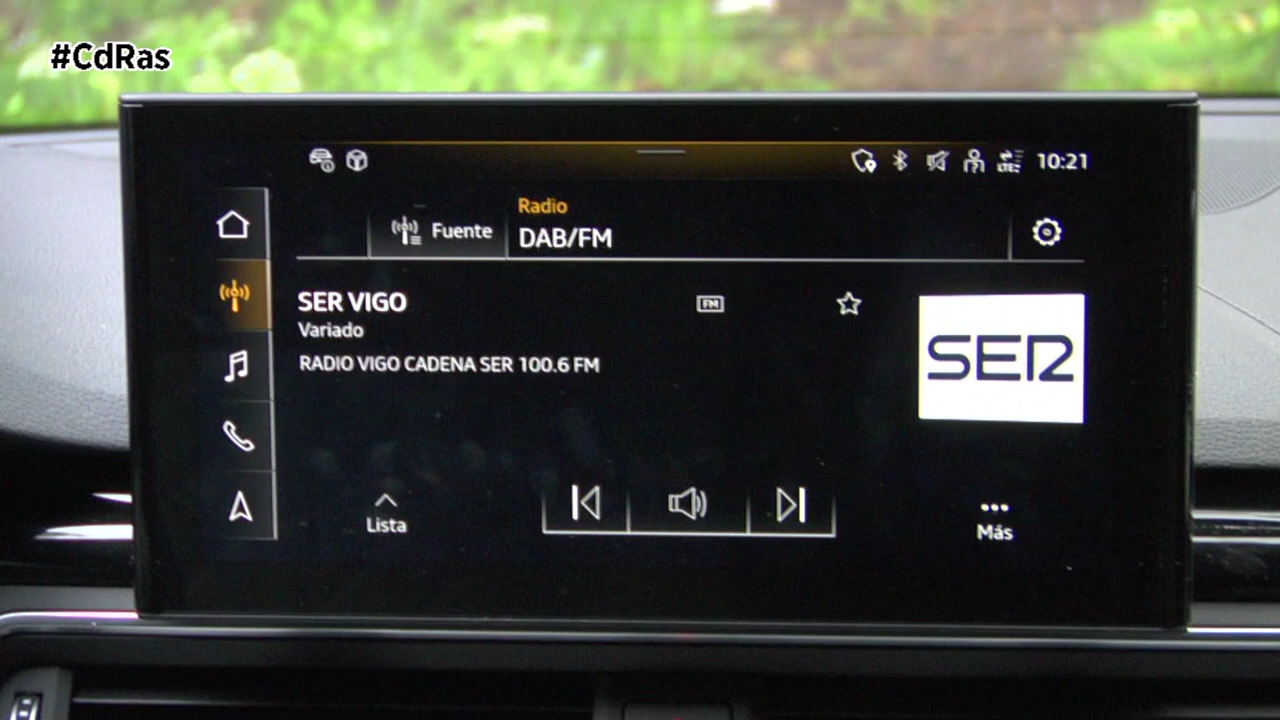 #CdRas
LTE
10:21
Fuente
Radio
DAB/FM
SER VIGO
FM
Variado
RADIO VIGO CADENA SER 100.6 FM
SER
Lista
Más